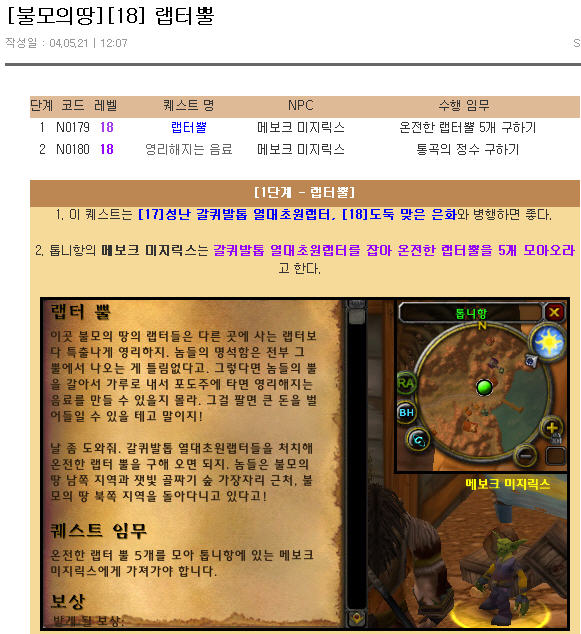 [불모의땅][18] 랩터뿔
작성일 : 04.05.21 | 12:07
S
단계 코드 레벨 퀘스트 명 NPC 수행 임무
1 N0179 18 랩터뿔 메보크 미지릭스 온전한 랩터뿔 5개 구하기
2 N0180 18 영리해지는 음료 메보크 미지릭스 통곡의 정수 구하기
[1단계 - 랩터뿔]
1. 이 퀘스트는 [17]성난 갈퀴발톱 열대초원랩터, [18]도둑 맞은 은화와 병행하면 좋다.
2. 톱니항의 메보크 미지릭스는 갈퀴발톱 열대초원랩터를 잡아 온전한 랩터뿔을 5개 모아오라
고 한다.
랩터 뿔
이곳 불모의 땅의 랩터들은 다른 곳에 사는 랩터보
다 특출나게 영리하지. 놈들의 명석함은 전부 그
뿔에서 나오는 게 틀림없다고. 그렇다면 놈들의 뿔
을 갈아서 가루로 내서 포도주에 타면 영리해지는
음료를 만들 수 있을지 몰라. 그걸 팔면 큰 돈을 벌
어들일 수 있을 테고 말이지!
날 좀 도와줘. 갈퀴발톱 열대초원랩터들을 처치해
온전한 랩터 뿔을 구해 오면 되지. 놈들은 불모의
땅 남쪽 지역과 잿빛 골짜기 숲 가장자리 근처, 불
모의 땅 북쪽 지역을 돌아다니고 있다고!
퀘스트 임무
온전한 랩터 뿔 5개를 모아 톱니항에 있는 메보크
미지릭스에게 가져가야 합니다.
보상
받게 될 보상:
톱니항
N
RA
BH
메보크 미지릭스